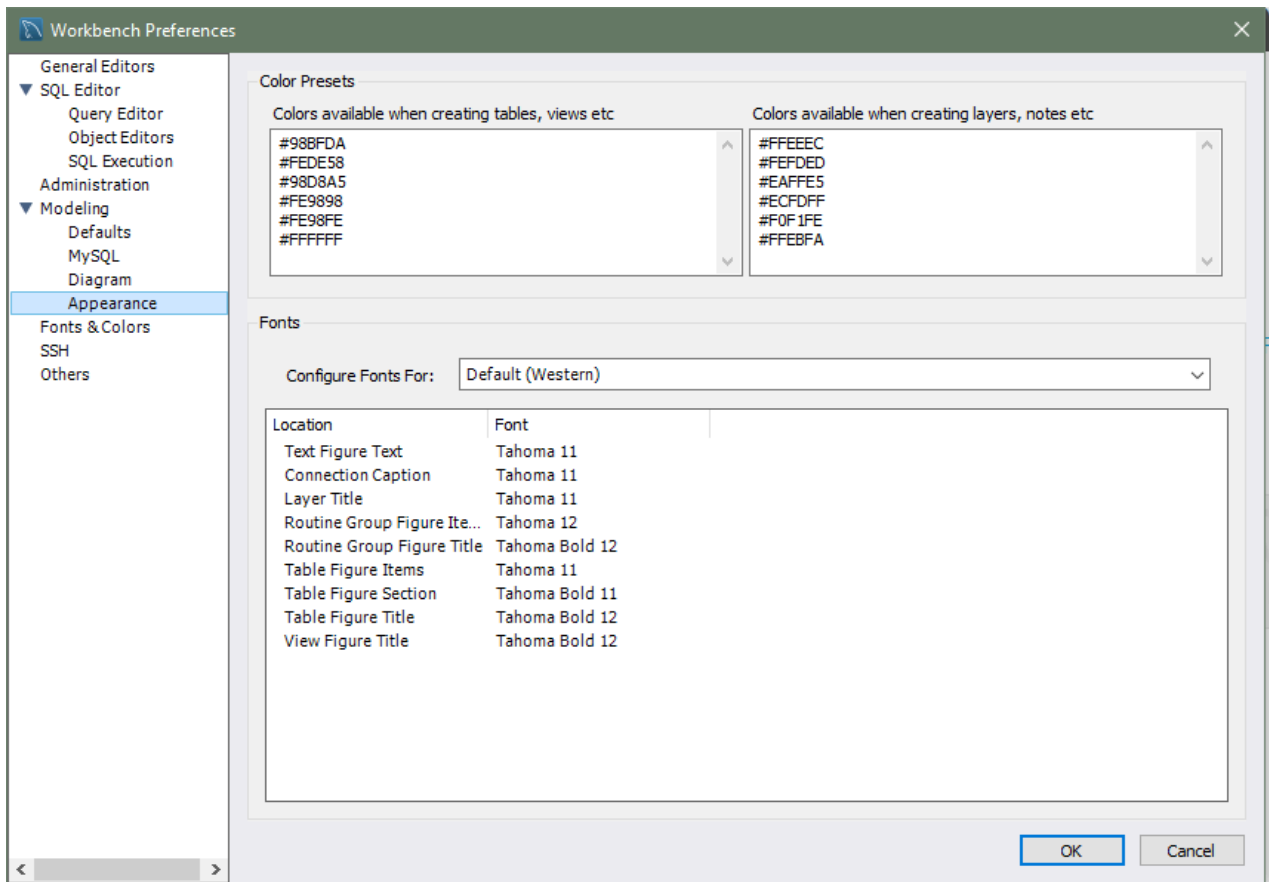 Workbench Preferences
General Editors
SQL Editor
Query Editor
Object Editors
SQL Execution
Administration
Modeling
Defaults
MySQL
Diagram
Appearance
Fonts & Colors
SSH
Others
Color Presets
Colors available when creating tables, views etc
#98BFDA
#FEDE58
#98D8A5
#FE9898
#FE98FE
#FFFFFF
Colors available when creating layers, notes etc
#FFEEEC
#FEFDED
#EAFFE5
#ECFDFF
#F0F1FE
#FFEBFA
Fonts
Configure Fonts For: Default (Western)
Location Font
Text Figure Text Tahoma 11
Connection Caption Tahoma 11
Layer Title Tahoma 11
Routine Group Figure Ite... Tahoma 12
Routine Group Figure Title Tahoma Bold 12
Table Figure Items Tahoma 11
Table Figure Section Tahoma Bold 11
Table Figure Title Tahoma Bold 12
View Figure Title Tahoma Bold 12
OK Cancel